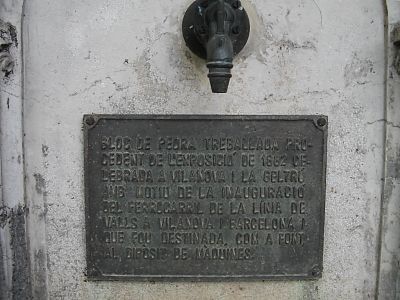 BLOC DE PEDRA TREBALLADA PRO-
CEDENT DE L'EXPOSICIÓ DE 1882 CE-
LEBRADA A VILANOVA I LA GELTRÚ
AMB MOTIU DE LA INAUGURACIÓ
DEL FERROCARRIL DE LA LÍNIA DE
VALLS A VILANOVA I BARCELONA I
QUE FOU DESTINADA, COM A FONT
AL DIPÒSIT DE MÀQUINES.